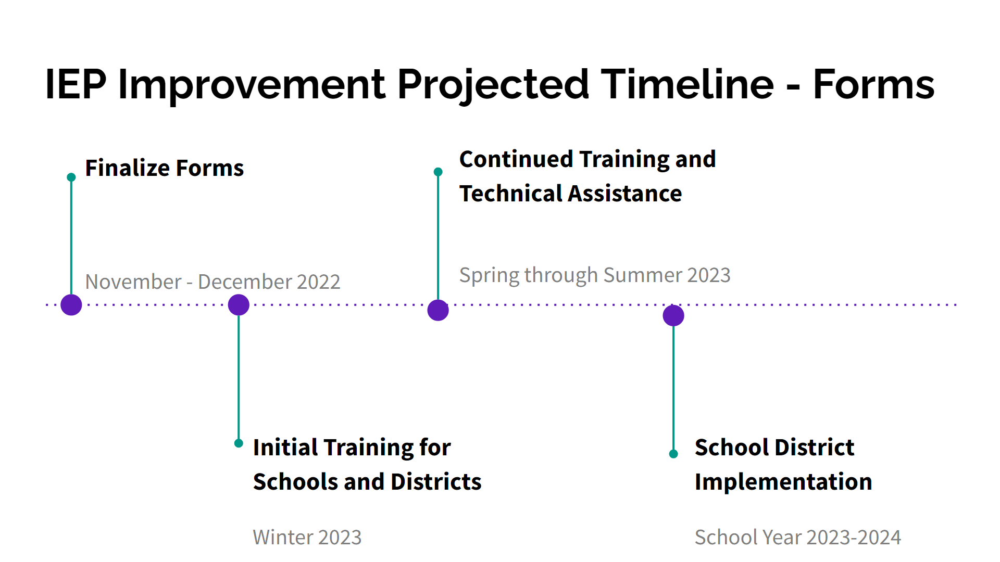 IEP Improvement Projected Timeline - Forms
Finalize Forms
November - December 2022
Continued Training and
Technical Assistance
Spring through Summer 2023
Initial Training for
Schools and Districts
Winter 2023
School District
Implementation
School Year 2023-2024